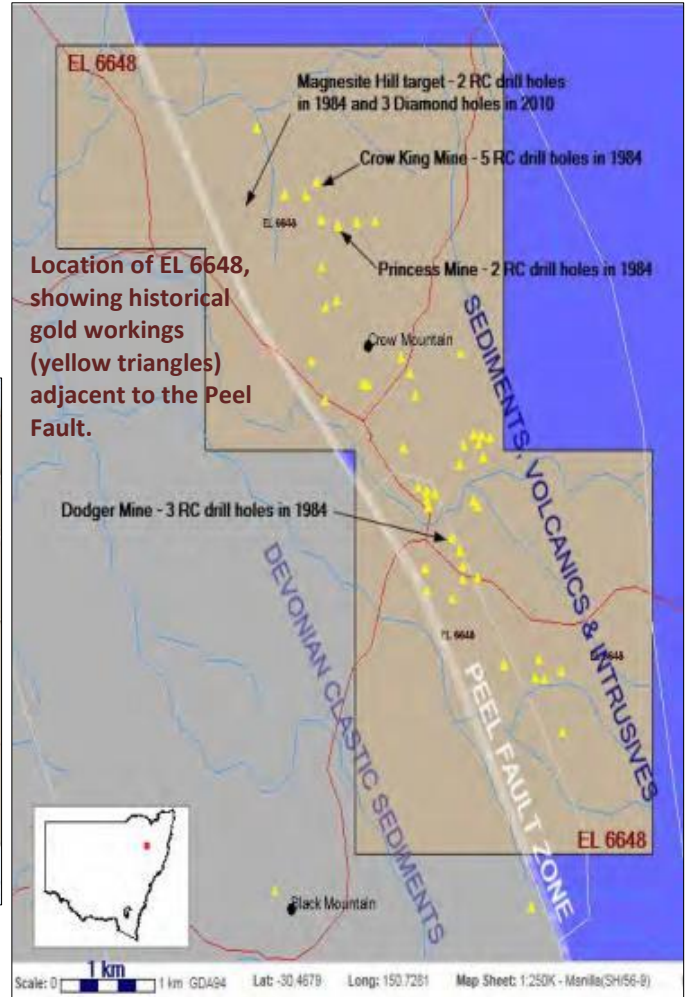 EL 6648
Magnesite Hill target - 2 RC drill holes
in 1984 and 3 Diamond holes in 2010
Crow King Mine - 5 RC drill holes in 1984
EL 6648
Princess Mine - 2 RC drill holes in 1984
Location of EL 6648,
showing historical
gold workings
(yellow triangles)
adjacent to the Peel
Fault.
Crow Mountain
SEDIMENTS, VOLCANICS & INTRUSIVES
Dodger Mine - 3 RC drill holes in 1984
DEVONIAN CLASTIC SEDIMENTS
EL 6648
PEEL FAULT ZONE
EL 6648
Black Mountain
Scale: 0 1 km 1 km GDA94 Lat: -30.4679 Long: 150.7281 Map Sheet: 1:250K - Manilla(SH/56-9)